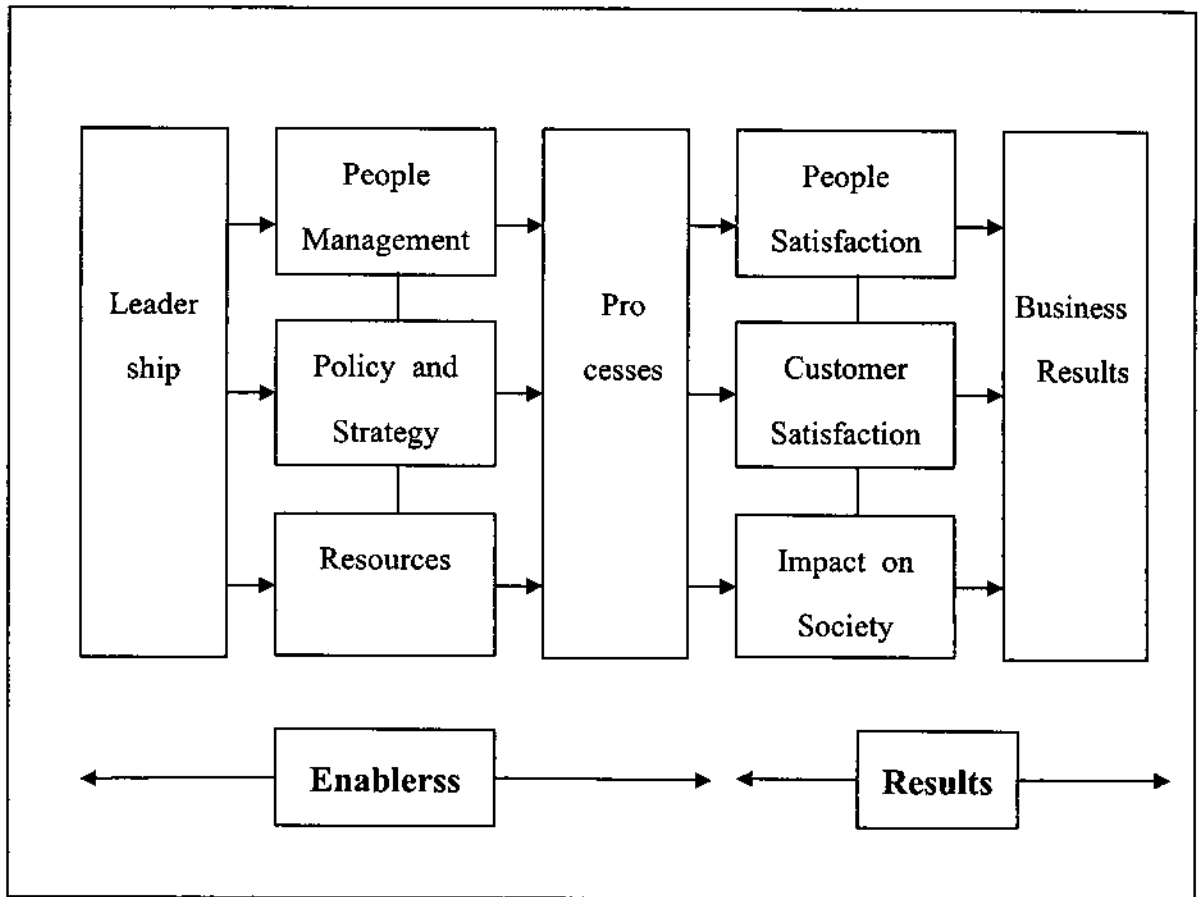 Leader
ship
People
Management
Policy and
Strategy
Resources
Pro
cesses
People
Satisfaction
Customer
Satisfaction
Impact on
Society
Business
Results
Enablerss
Results